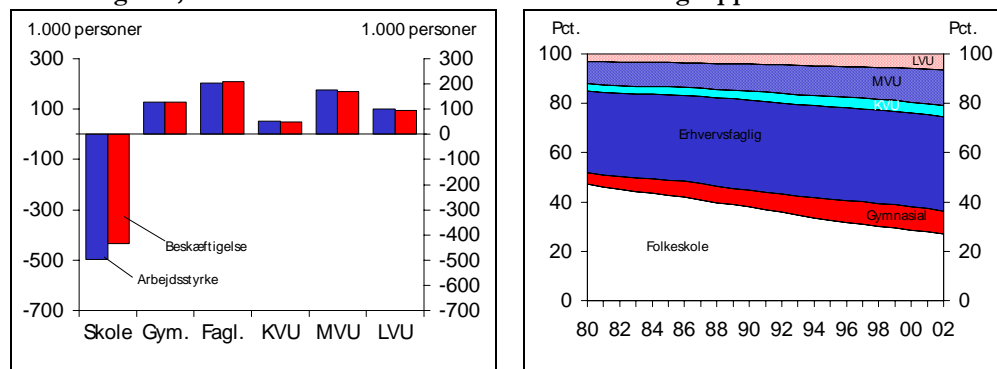 1.000 personer 1.000 personer
300 300
200
100 100
0
-100 -100
-200
-300 -300
Beskæftigelse
-400
-500 -500
Arbejdsstyrke
-600
-700 -700
Skole Gym. Fagl. KVU MVU LVU
Pct. Pct.
100 100
LVU
MVU
80 80
KVU
Erhvervsfaglig
60 60
40 40
Gymnasial
Folkeskole
20 20
0 0
80 82 84 86 88 90 92 94 96 98 00 02